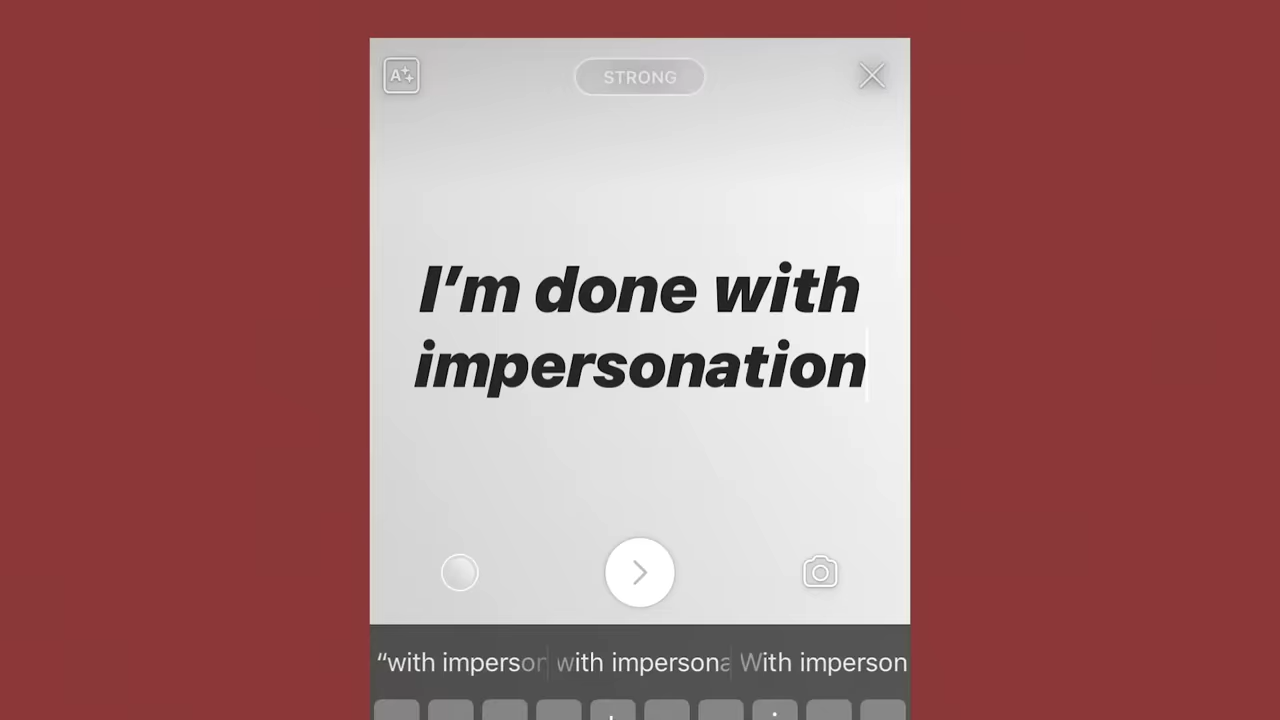 A
STRONG
I’m done with
impersonation
“with imperson
with impersona
With imperson